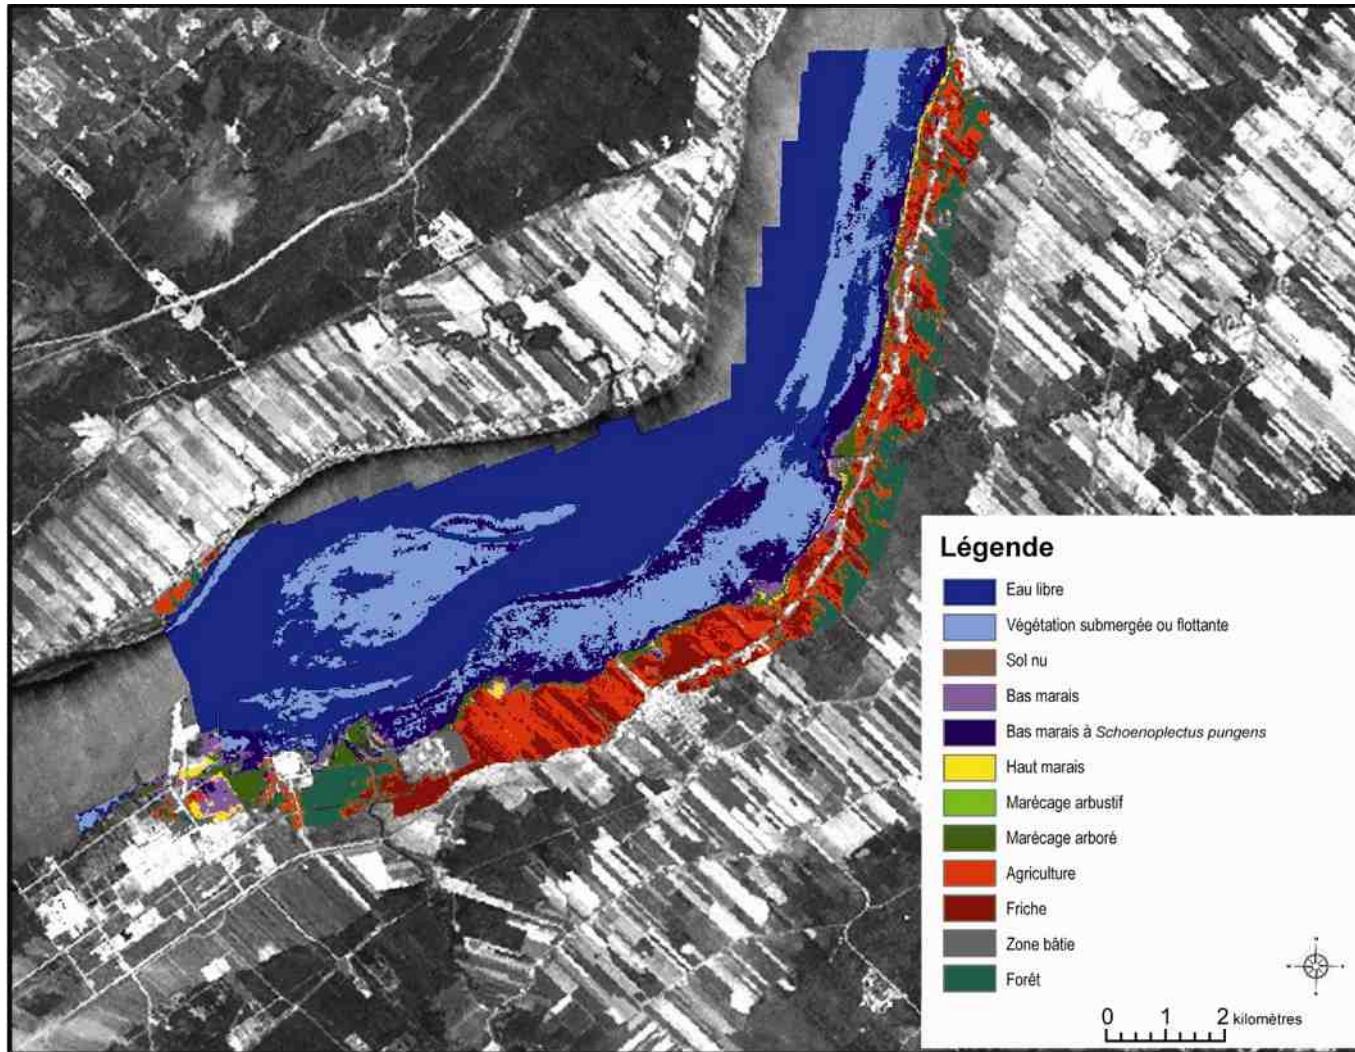 Légende
Eau libre
Végétation submergée ou flottante
Sol nu
Bas marais
Bas marais à Schoenoplectus pungens
Haut marais
Marécage arbustif
Marécage arboré
Agriculture
Friche
Zone bâtie
Forêt
0 1 2 kilomètres